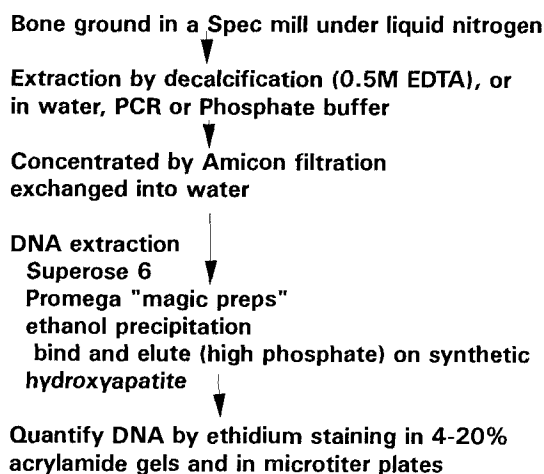 Bone ground in a Spec mill under liquid nitrogen
Extraction by decalcification (0.5M EDTA), or
in water, PCR or Phosphate buffer
Concentrated by Amicon filtration
exchanged into water
DNA extraction
Superose 6
Promega "magic preps"
ethanol precipitation
bind and elute (high phosphate) on synthetic
hydroxyapatite
Quantify DNA by ethidium staining in 4-20%
acrylamide gels and in microtiter plates